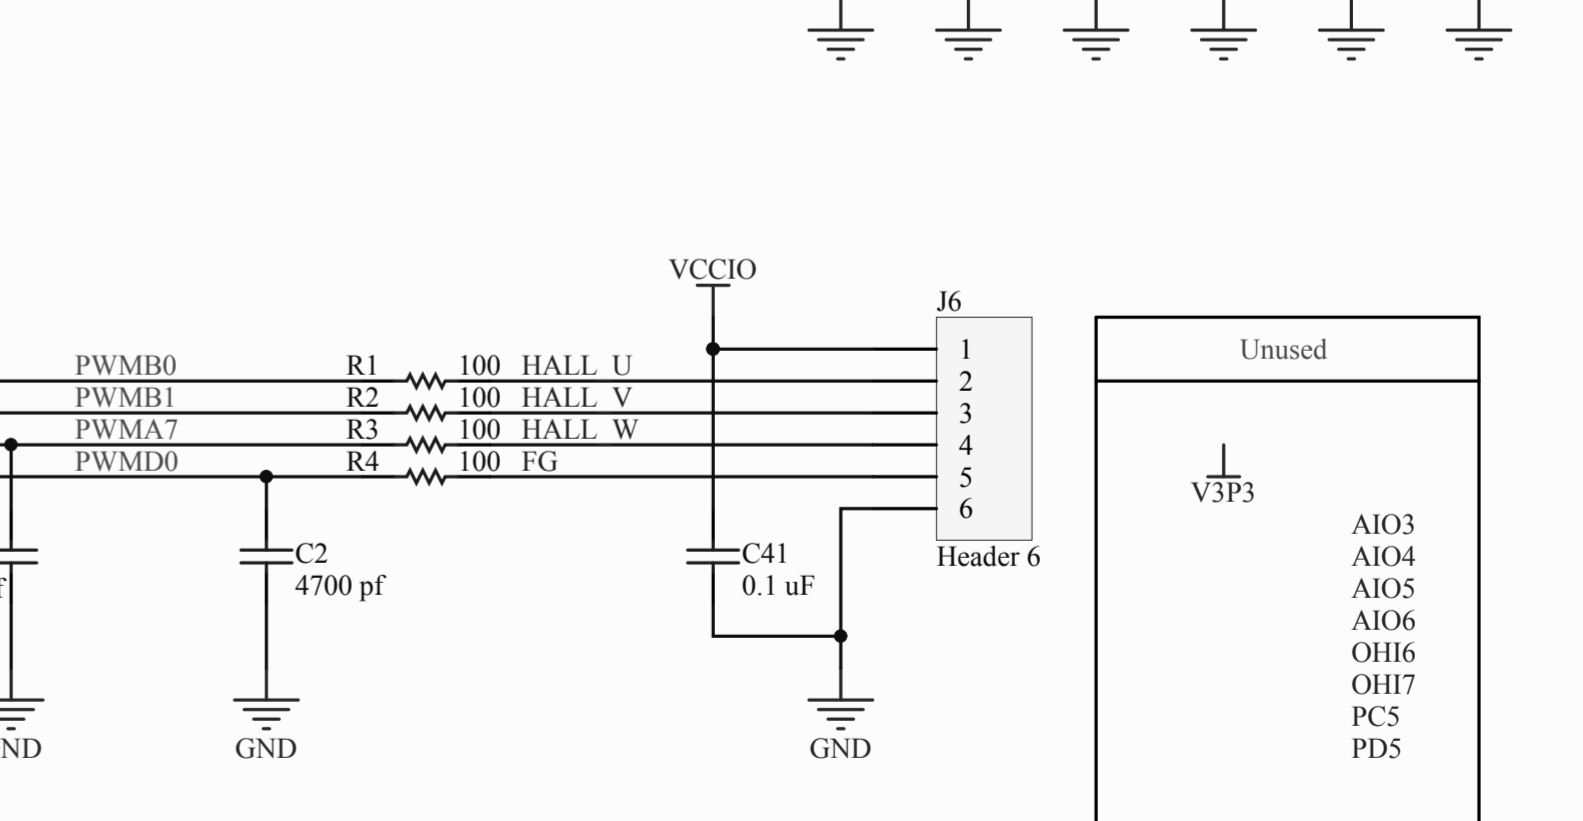 VCCIO
J6
1
Unused
PWMB0 R1 100 HALL U
2
PWMB1 R2 100 HALL V
3
PWMA7 R3 100 HALL W
4
PWMD0 R4 100 FG
5
6
V3P3
AIO3
C2
C41
Header 6
AIO4
f
4700 pf
0.1 uF
AIO5
AIO6
OHI6
OHI7
PC5
ND
GND
GND
PD5